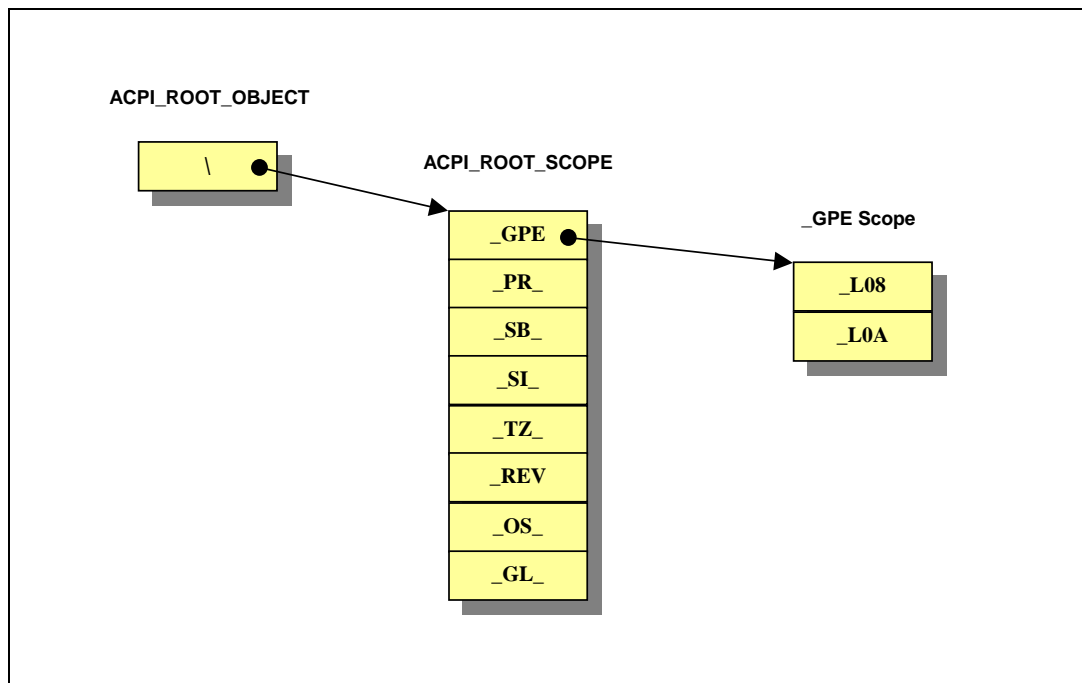 ACPI_ROOT_OBJECT
\
ACPI_ROOT_SCOPE
_GPE
_PR_
_SB_
_SI_
_TZ_
_REV
_OS_
_GL_
_GPE Scope
_L08
_L0A